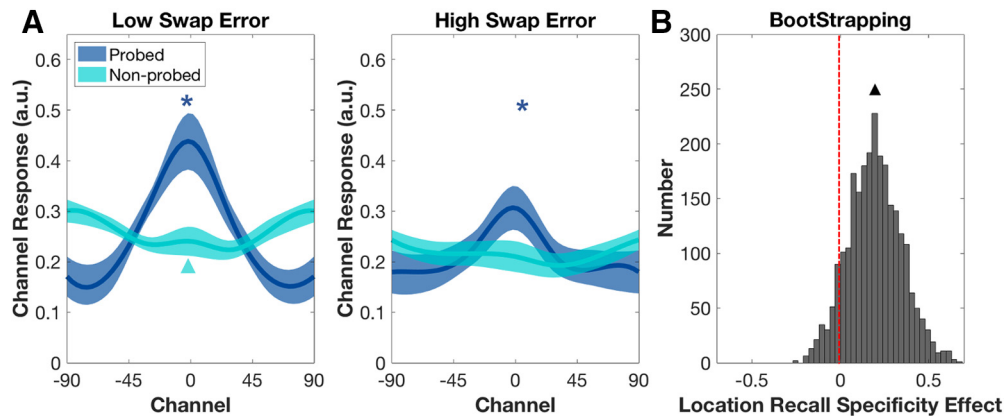 A
Low Swap Error
Probed
Non-probed
*
Channel Response (a.u.)
0.6
0.5
0.4
0.3
0.2
0.1
0
-90 -45 0 45 90
Channel
High Swap Error
*
Channel Response (a.u.)
0.6
0.5
0.4
0.3
0.2
0.1
0
-90 -45 0 45 90
Channel
B
BootStrapping
Number
300
250
200
150
100
50
0
-0.5 0 0.5
Location Recall Specificity Effect